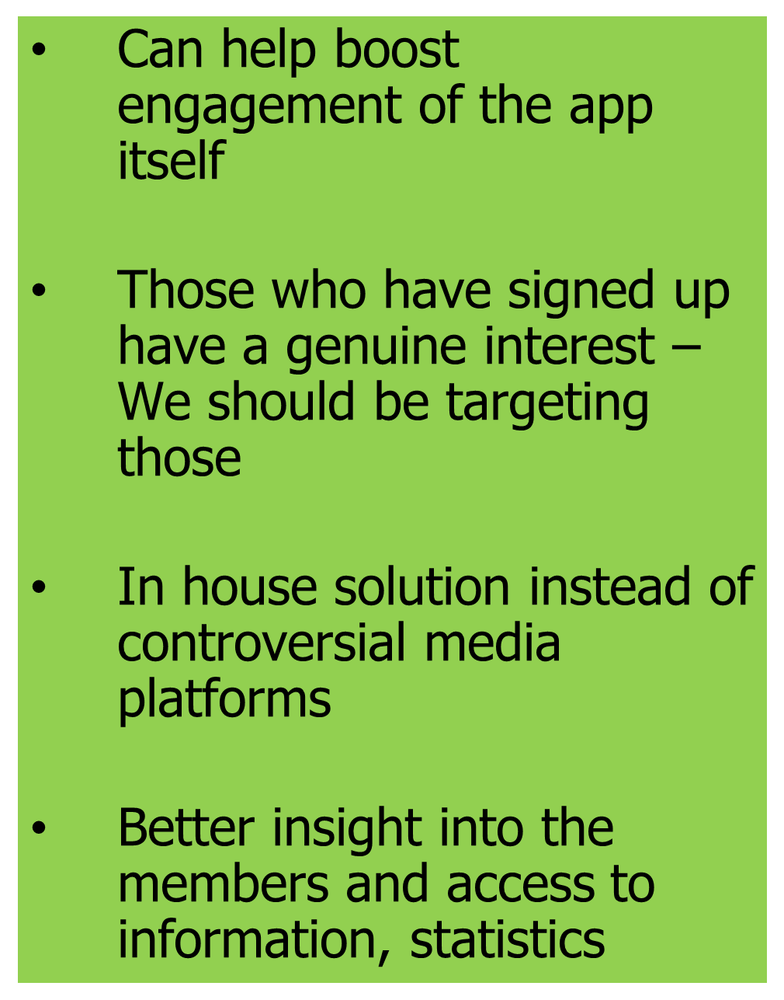 • Can help boost
engagement of the app
itself
• Those who have signed up
have a genuine interest –
We should be targeting
those
• In house solution instead of
controversial media
platforms
• Better insight into the
members and access to
information, statistics